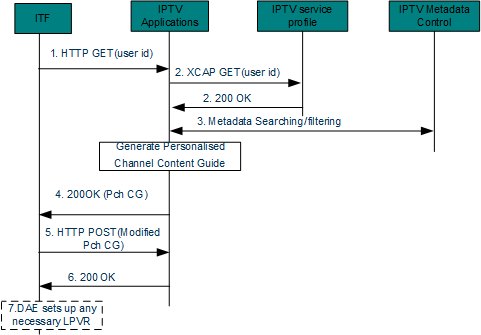 ITF
IPTV
Applications
IPTV service
profile
IPTV Metadata
Control
1. HTTP GET(user id)
2. XCAP GET(user id)
2. 200 OK
3. Metadata Searching/filtering
Generate Personalised
Channel Content Guide
4. 200OK (Pch CG)
5. HTTP POST(Modified
Pch CG)
6. 200 OK
7.DAE sets up any
necessary LPVR